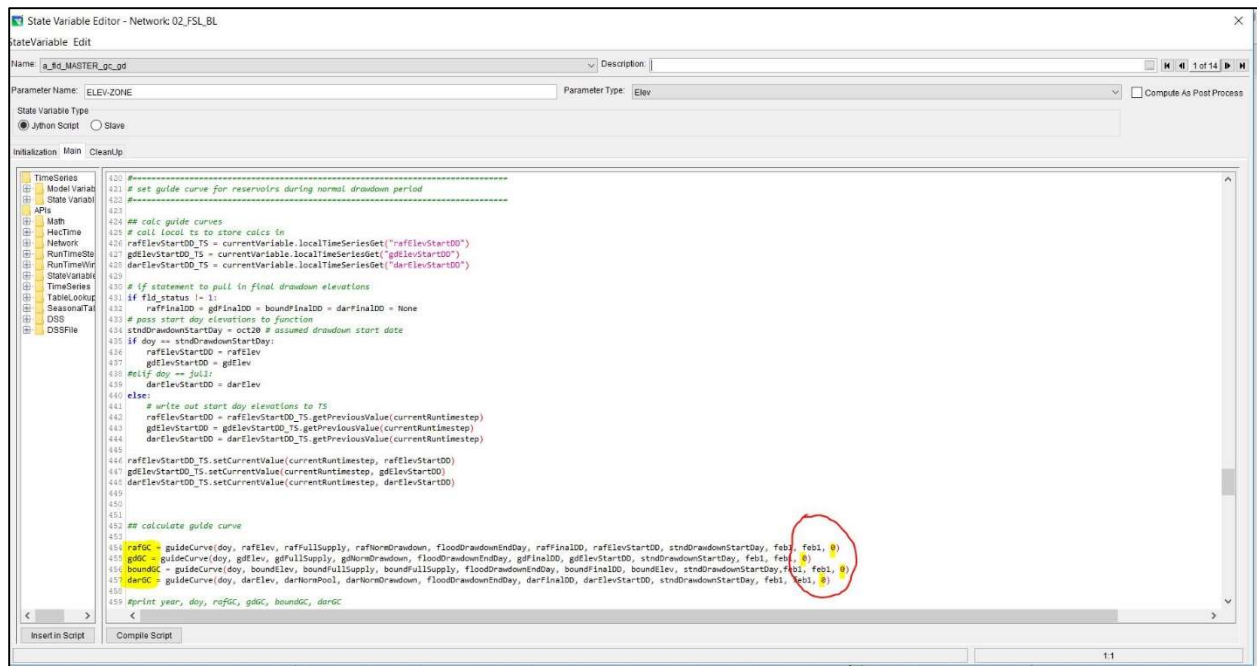 State Variable Editor - Network: 02_FSL_BL
StateVariable Edit
Name: a_fld_MASTER_gc_gd Description: 1 of 14
Parameter Name: ELEV-ZONE Parameter Type: Elev Compute As Post Process
State Variable Type
Jython Script Slave
Initialization Main CleanUp
TimeSeries
Model Variab
State Variabl
APIs
Math
HecTime
Network
RunTimeSte
RunTimeWir
StateVariable
TimeSeries
TableLookup
SeasonalTal
DSS
DSSFile
420 #==============================================================================
421 # set guide curve for reservoirs during normal drawdown period
422 #==============================================================================
423
424 ## calc guide curves
425 # call local ts to store calcs in
426 rafElevStartDD_TS = currentVariable.localTimeSeriesGet("rafElevStartDD")
427 gdElevStartDD_TS = currentVariable.localTimeSeriesGet("gdElevStartDD")
428 darElevStartDD_TS = currentVariable.localTimeSeriesGet("darElevStartDD")
429
430 # if statement to pull in final drawdown elevations
431 if fld_status != 1:
432 rafFinalDD = gdFinalDD = boundFinalDD = darFinalDD = None
433 # pass start day elevations to function
434 stndDrawdownStartDay = oct20 # assumed drawdown start date
435 if doy == stndDrawdownStartDay:
436 rafElevStartDD = rafElev
437 gdElevStartDD = gdElev
438 #elif doy == jul1:
439 darElevStartDD = darElev
440 else:
441 # write out start day elevations to TS
442 rafElevStartDD = rafElevStartDD_TS.getPreviousValue(currentRuntimestep)
443 gdElevStartDD = gdElevStartDD_TS.getPreviousValue(currentRuntimestep)
444 darElevStartDD = darElevStartDD_TS.getPreviousValue(currentRuntimestep)
445
446 rafElevStartDD_TS.setCurrentValue(currentRuntimestep, rafElevStartDD)
447 gdElevStartDD_TS.setCurrentValue(currentRuntimestep, gdElevStartDD)
448 darElevStartDD_TS.setCurrentValue(currentRuntimestep, darElevStartDD)
449
450
451
452 ## calculate guide curve
453
454 rafGC = guideCurve(doy, rafElev, rafFullSupply, rafNormDrawdown, floodDrawdownEndDay, rafFinalDD, rafElevStartDD, stndDrawdownStartDay, feb1, feb1, 0)
455 gdGC = guideCurve(doy, gdElev, gdFullSupply, gdNormDrawdown, floodDrawdownEndDay, gdFinalDD, gdElevStartDD, stndDrawdownStartDay, feb1, feb1, 0)
456 boundGC = guideCurve(doy, boundElev, boundFullSupply, boundFullSupply, floodDrawdownEndDay, boundFinalDD, boundElev, stndDrawdownStartDay,feb1, feb1, 0)
457 darGC = guideCurve(doy, darElev, darNormPool, darNormDrawdown, floodDrawdownEndDay, darFinalDD, darElevStartDD, stndDrawdownStartDay, feb1, feb1, 0)
458
459 #print year, doy, rafGC, gdGC, boundGC, darGC
Insert in Script Compile Script
1:1